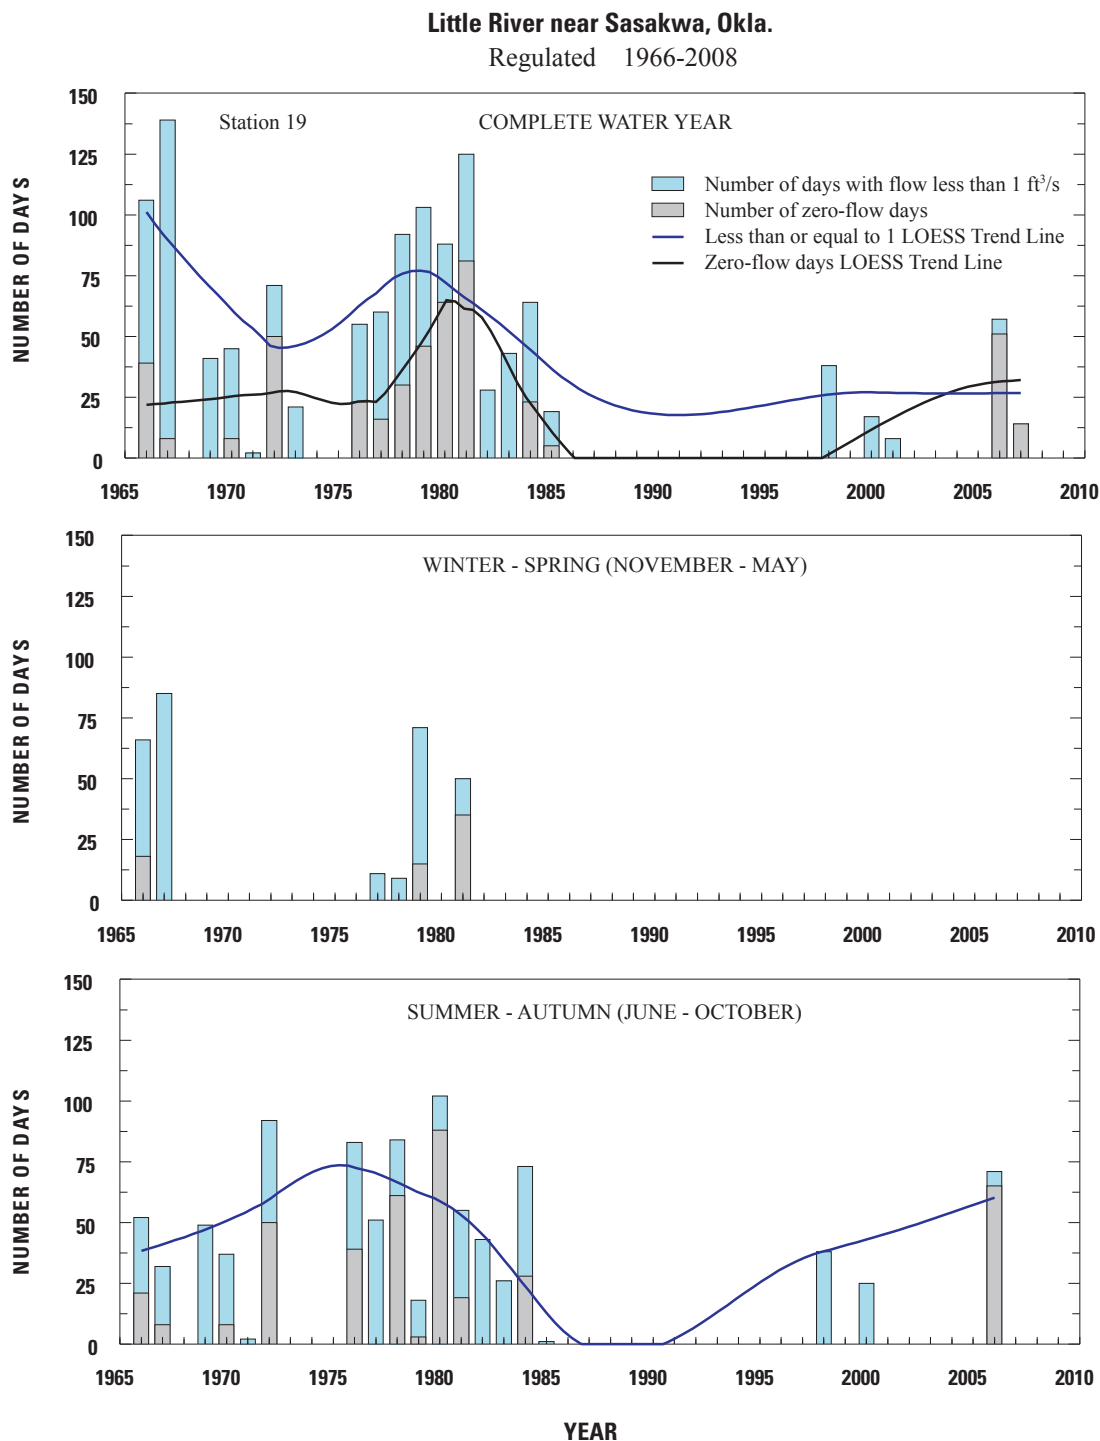 Little River near Sasakwa, Okla.
Regulated 1966-2008
Station 19
COMPLETE WATER YEAR
Number of days with flow less than 1 ft³/s
Number of zero-flow days
Less than or equal to 1 LOESS Trend Line
Zero-flow days LOESS Trend Line
NUMBER OF DAYS
150
125
100
75
50
25
0
1965 1970 1975 1980 1985 1990 1995 2000 2005 2010
WINTER - SPRING (NOVEMBER - MAY)
NUMBER OF DAYS
150
125
100
75
50
25
0
1965 1970 1975 1980 1985 1990 1995 2000 2005 2010
SUMMER - AUTUMN (JUNE - OCTOBER)
NUMBER OF DAYS
150
125
100
75
50
25
0
1965 1970 1975 1980 1985 1990 1995 2000 2005 2010
YEAR